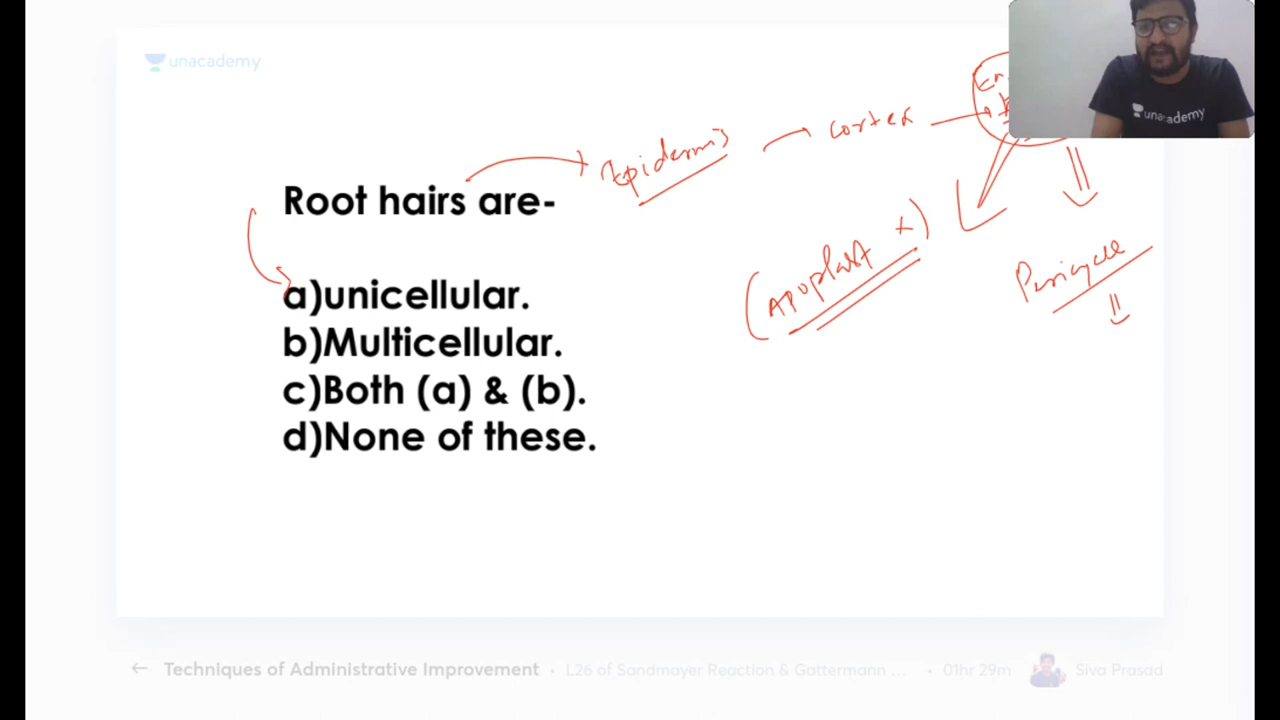 unacademy
unacademy
Epidermis → cortex →
Root hairs are-
(Apoplast x)
Pericycle
a)unicellular.
b)Multicellular.
c)Both (a) & (b).
d)None of these.
← Techniques of Administrative Improvement • L26 of Sandmayer Reaction & Gattermann ... • 01hr 29m Siva Prasad